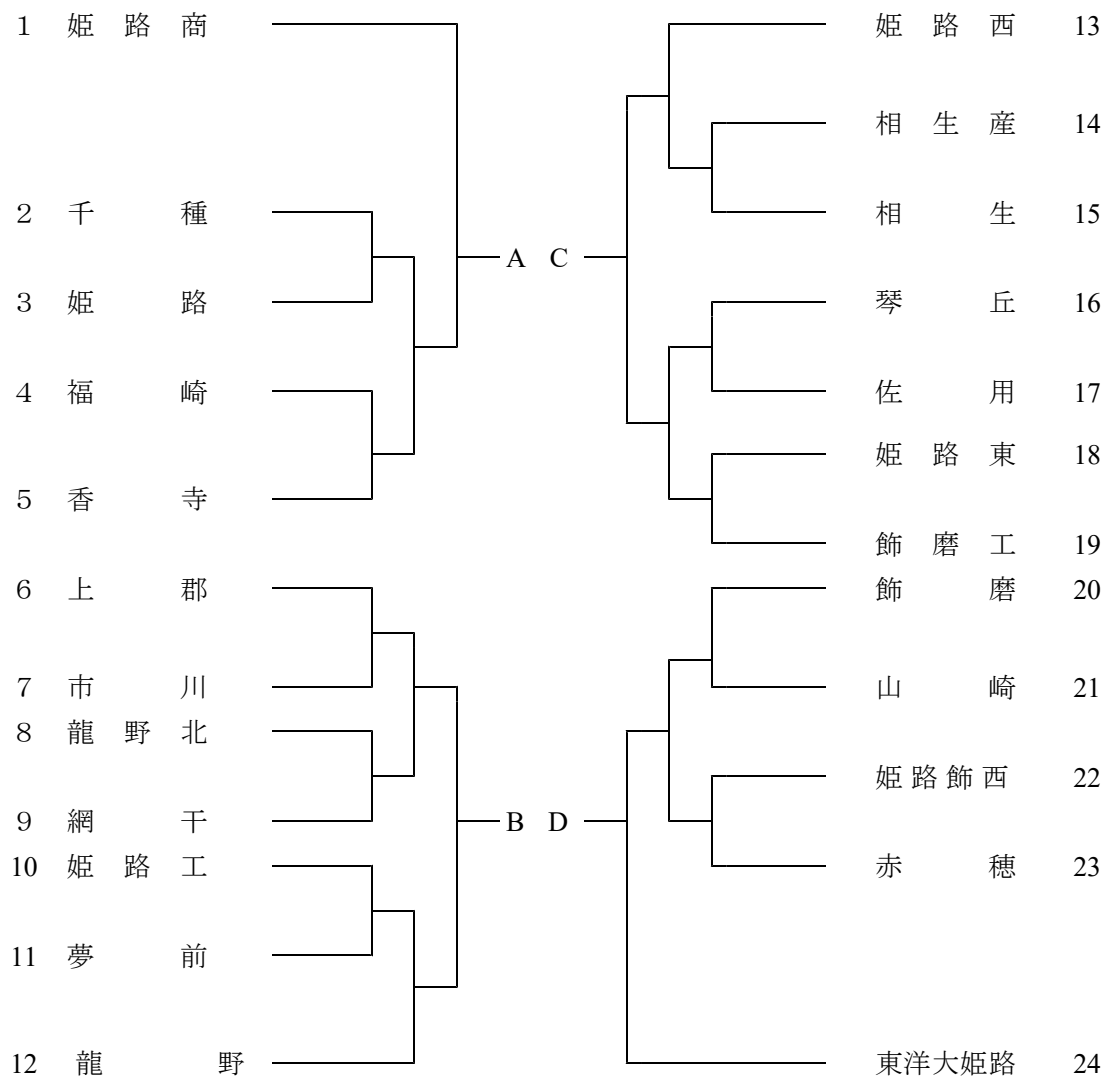 1 姫路商
2 千種
3 姫路
4 福崎
5 香寺
6 上郡
7 市川
8 龍野北
9 網干
10 姫路工
11 夢前
12 龍野
A C
B D
姫路西 13
相生産 14
相生 15
琴丘 16
佐用 17
姫路東 18
飾磨工 19
飾磨 20
山崎 21
姫路飾西 22
赤穂 23
東洋大姫路 24